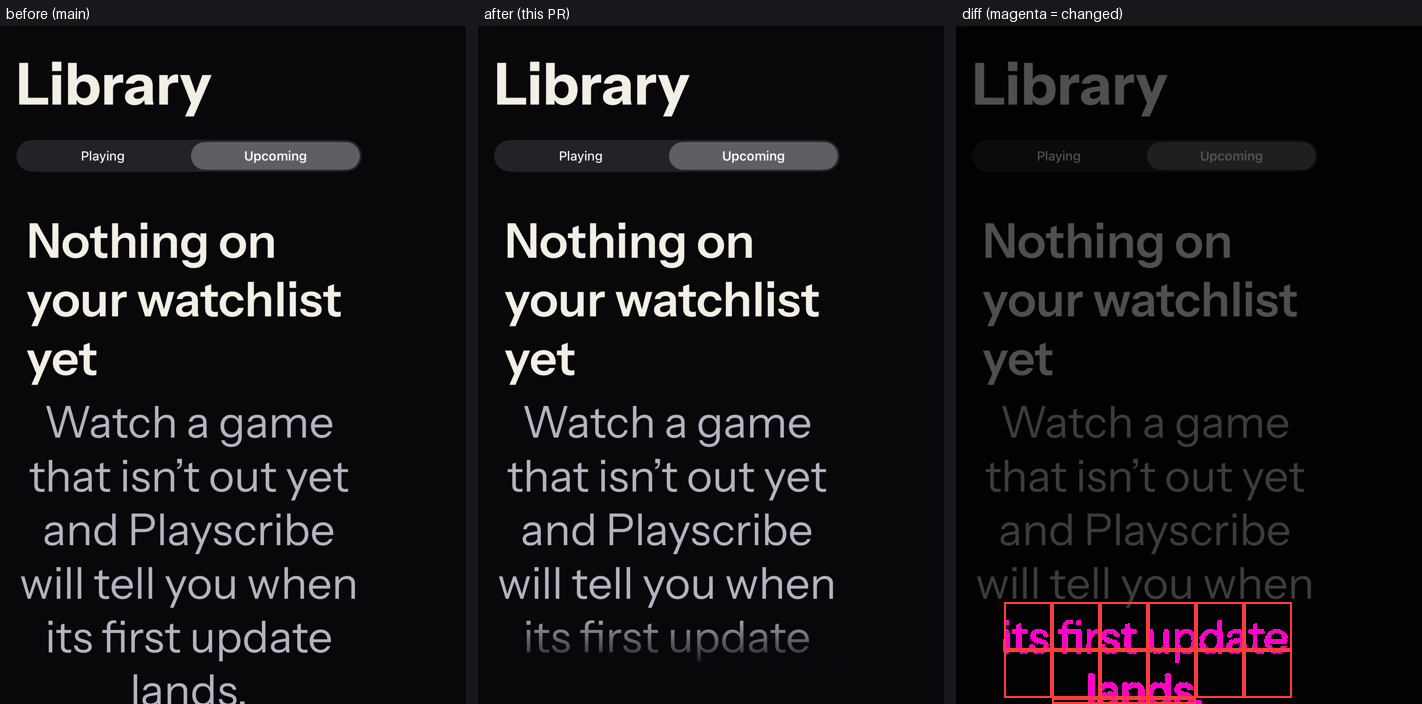 before (main)
Library
Playing
Upcoming
Nothing on
your watchlist
yet
Watch a game
that isn’t out yet
and Playscribe
will tell you when
its first update
lands.
after (this PR)
Library
Playing
Upcoming
Nothing on
your watchlist
yet
Watch a game
that isn’t out yet
and Playscribe
will tell you when
its first update
diff (magenta = changed)
Library
Playing
Upcoming
Nothing on
your watchlist
yet
Watch a game
that isn’t out yet
and Playscribe
will tell you when
its first update
lands.